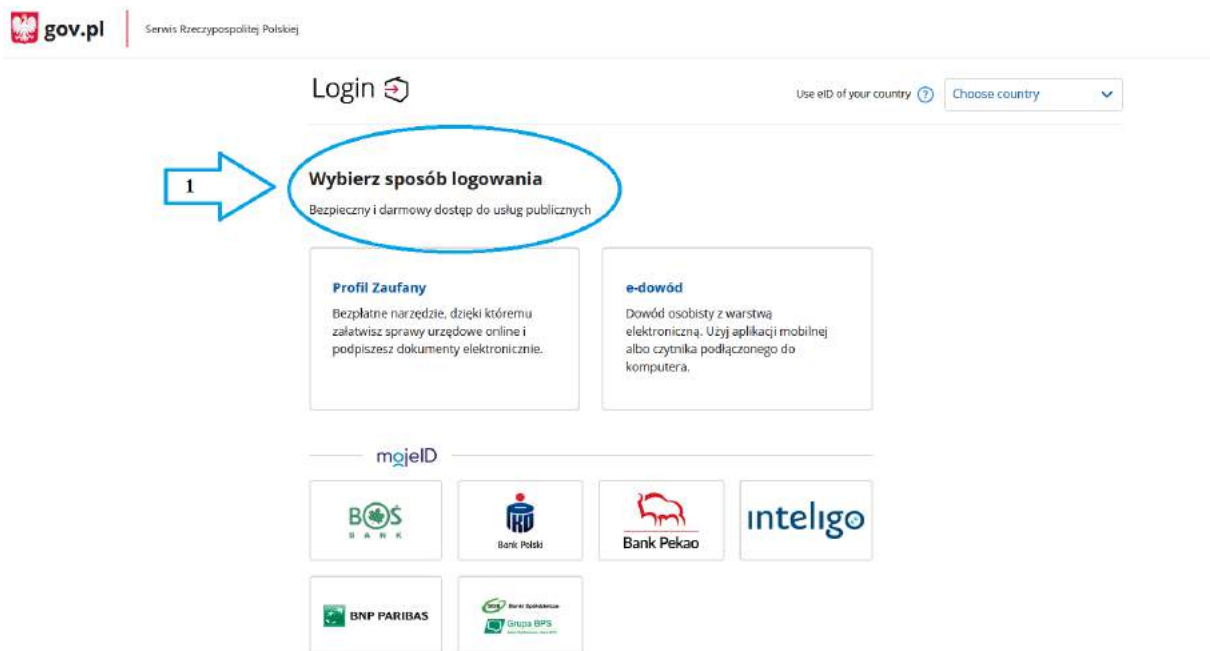 gov.pl
Serwis Rzeczypospolitej Polskiej
Login
Use eID of your country ?
Choose country
1
Wybierz sposób logowania
Bezpieczny i darmowy dostęp do usług publicznych
Profil Zaufany
Bezpłatne narzędzie, dzięki któremu
załatwisz sprawy urzędowe online i
podpiszesz dokumenty elektronicznie.
e-dowód
Dowód osobisty z warstwą
elektroniczną. Użyj aplikacji mobilnej
albo czytnika podłączonego do
komputera.
mojeID
BOŚ
BANK
PKO
Bank Polski
Bank Pekao
inteligo
BNP PARIBAS
Banki Spółdzielcze
Grupa BPS